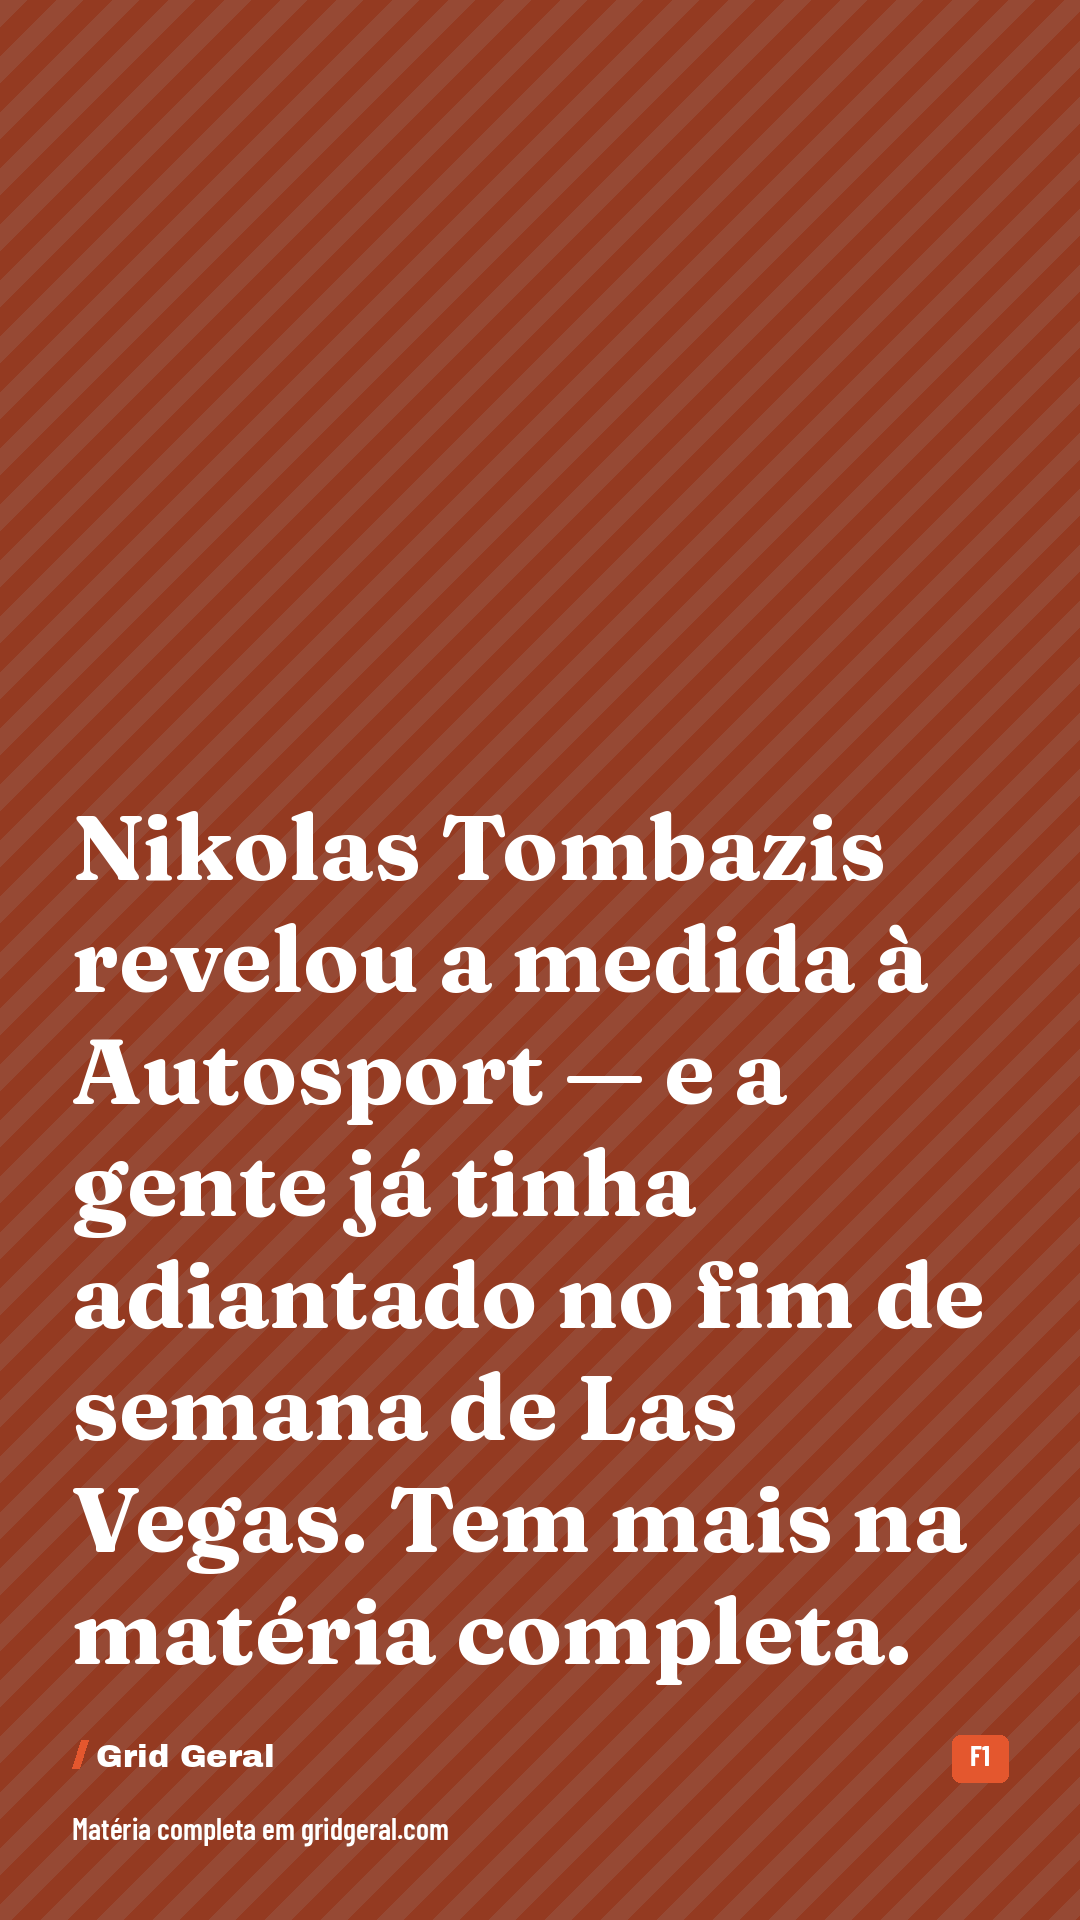 Nikolas Tombazis
revelou a medida à
Autosport — e a
gente já tinha
adiantado no fim de
semana de Las
Vegas. Tem mais na
matéria completa.
/ Grid Geral
F1
Matéria completa em gridgeral.com